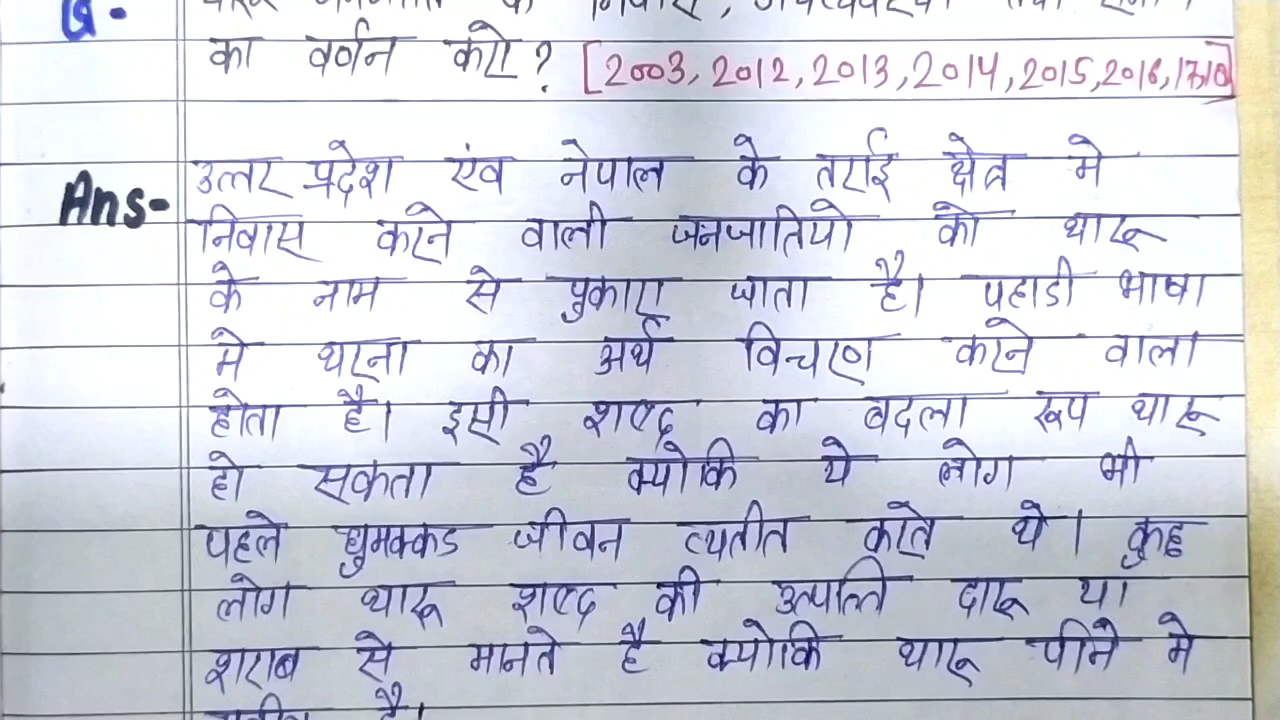 Q.
का वर्णन करो? [2003, 2012, 2013, 2014, 2015, 2016, 17,18]
Ans- उत्तर प्रदेश एंव नेपाल के तराई क्षेत्र मे
निवास करने वाली जनजातियो को थारू
के नाम से पुकारा जाता है। पहाडी भाषा
मे थरना का अर्थ विचरण करने वाला
होता है। इसी शब्द का बदला रूप थारू
हो सकता है क्योकि ये लोग भी
पहले घुमक्कड जीवन व्यतीत करते थे। कुछ
लोग थारू शब्द की उत्पत्ति दारू या
शराब से मानते है क्योकि थारू पीने मे
है।